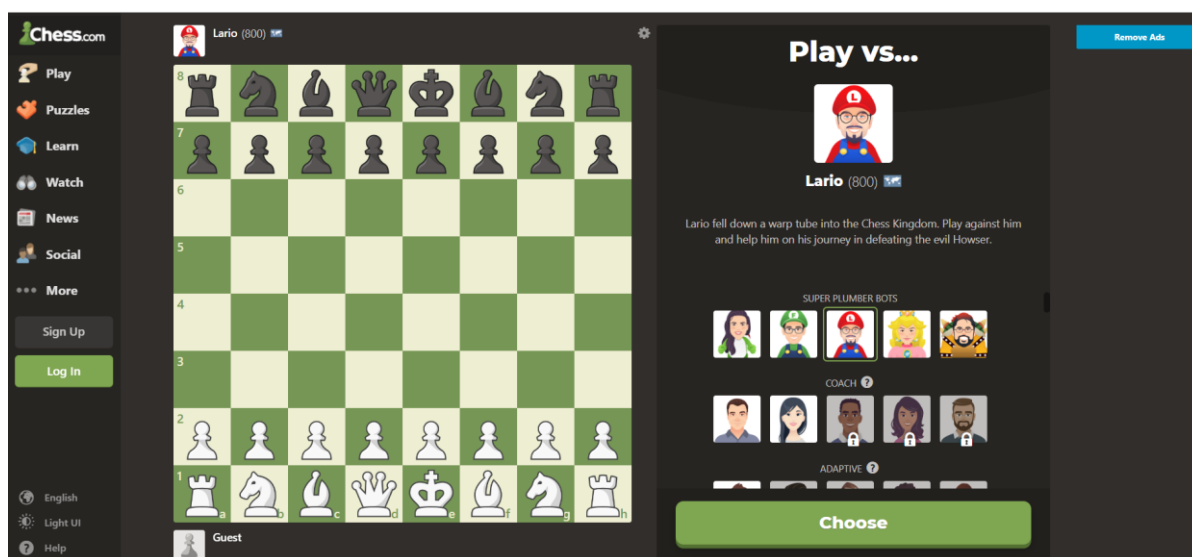 Chess.com
Play
Puzzles
Learn
Watch
News
Social
More
Sign Up
Log In
English
Light UI
Help
Lario (800)
8
7
6
5
4
3
2
1
a b c d e f g h
Guest
Play vs...
L
Lario (800)
Lario fell down a warp tube into the Chess Kingdom. Play against him
and help him on his journey in defeating the evil Howser.
SUPER PLUMBER BOTS
P L
COACH ?
ADAPTIVE ?
Choose
Remove Ads